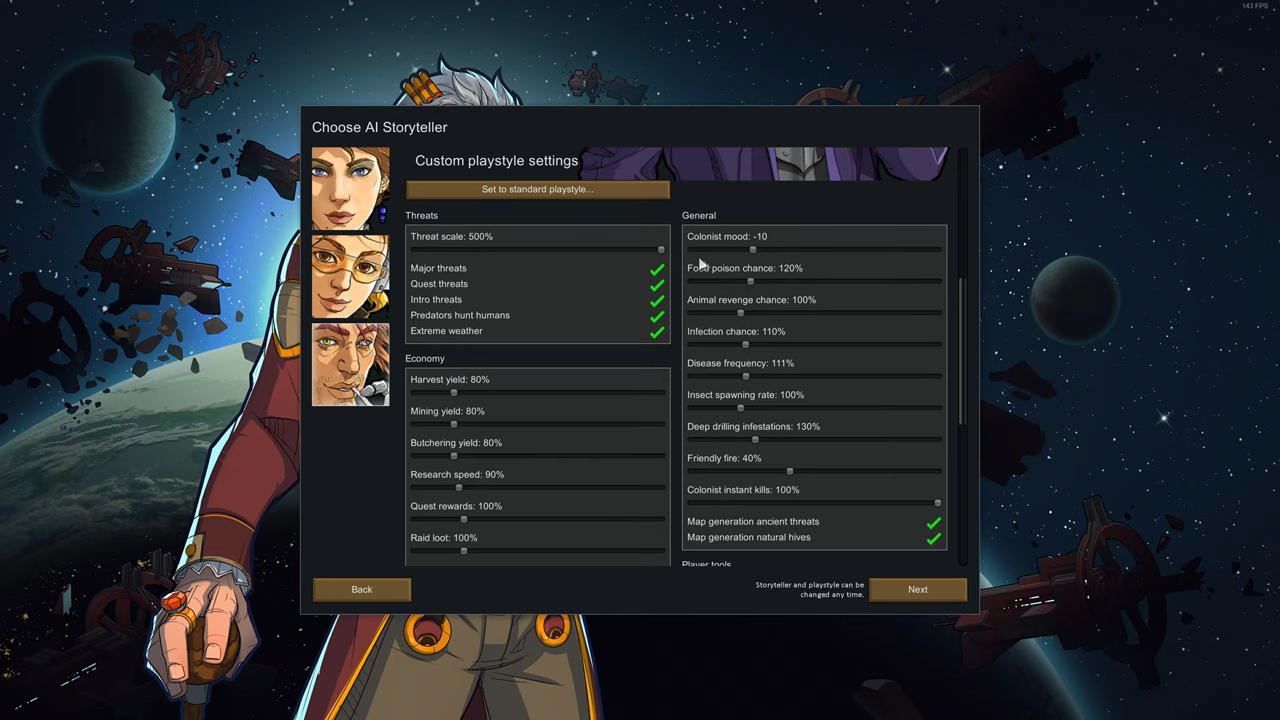 143 FPS
Choose AI Storyteller
Custom playstyle settings
Set to standard playstyle...
Threats
Threat scale: 500%
Major threats
Quest threats
Intro threats
Predators hunt humans
Extreme weather
Economy
Harvest yield: 80%
Mining yield: 80%
Butchering yield: 80%
Research speed: 90%
Quest rewards: 100%
Raid loot: 100%
General
Colonist mood: -10
Food poison chance: 120%
Animal revenge chance: 100%
Infection chance: 110%
Disease frequency: 111%
Insect spawning rate: 100%
Deep drilling infestations: 130%
Friendly fire: 40%
Colonist instant kills: 100%
Map generation ancient threats
Map generation natural hives
Player tools
Back
Storyteller and playstyle can be
changed any time.
Next